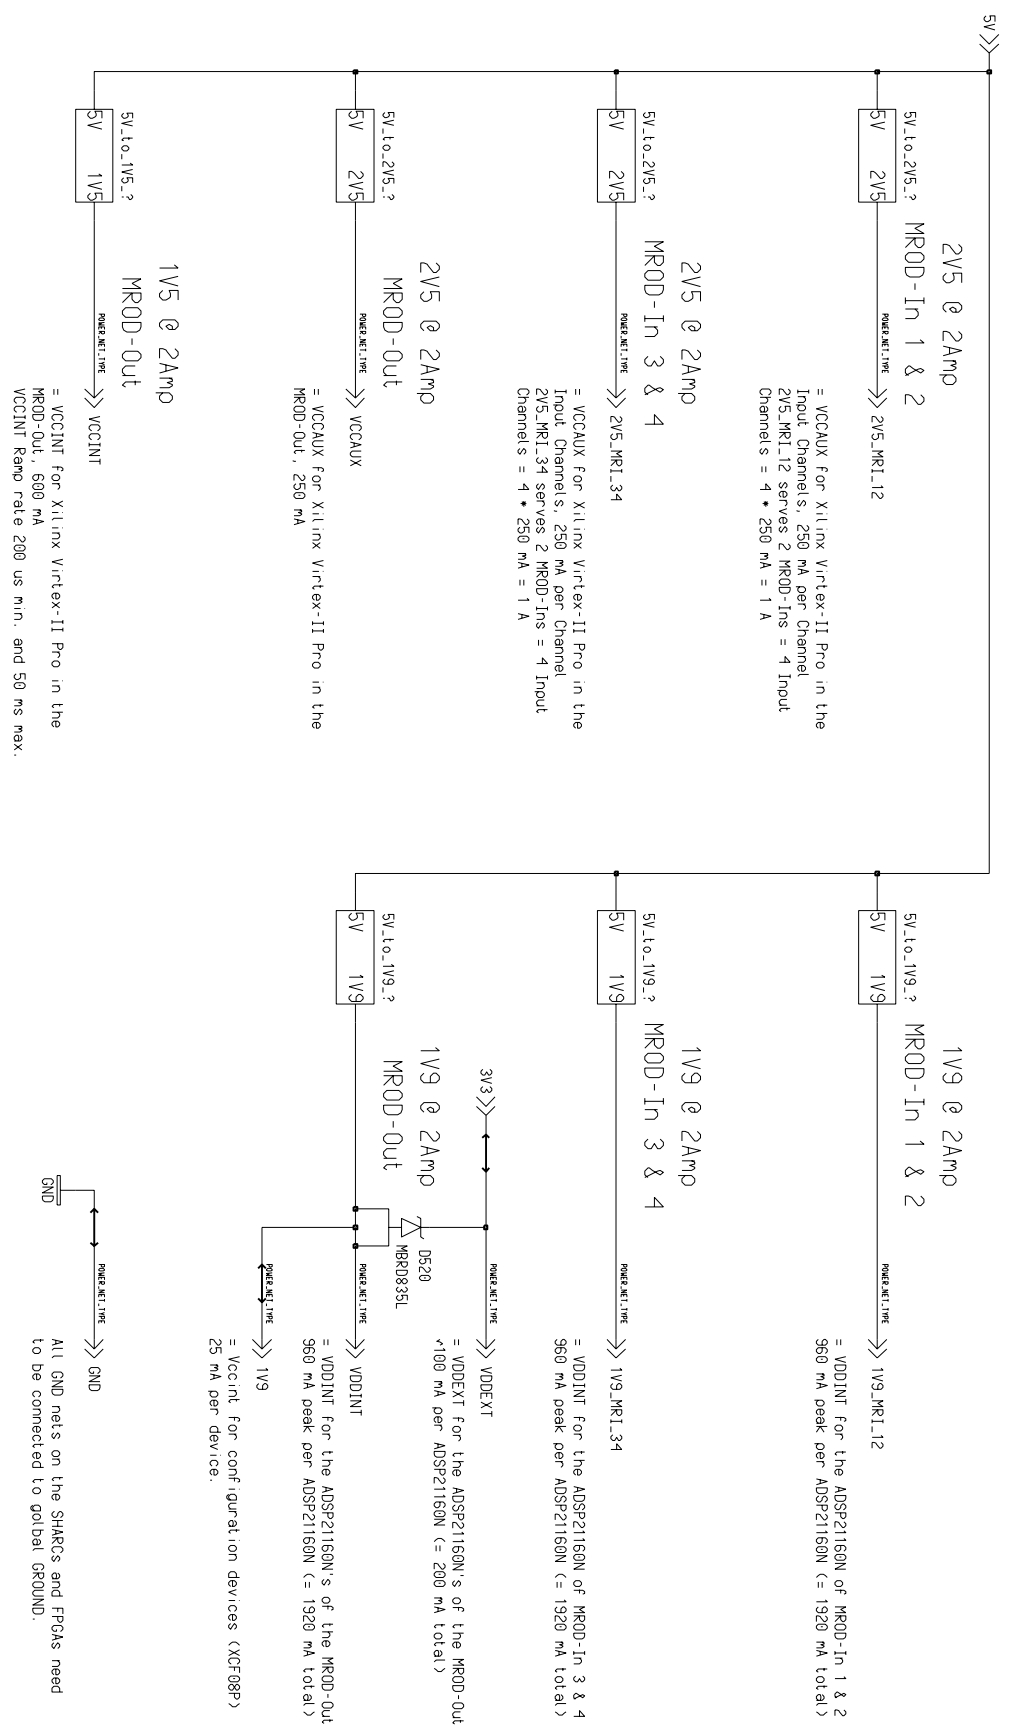 5V
5V_to_2V5_?
5V 2V5
2V5 @ 2Amp
MROD-In 1 & 2
POWER_NET_TYPE
2V5_MRI_12
= VCCAUX for Xilinx Virtex-II Pro in the
Input Channels, 250 mA per Channel
2V5_MRI_12 serves 2 MROD-Ins = 4 Input
Channels = 4 * 250 mA = 1 A
5V_to_2V5_?
5V 2V5
2V5 @ 2Amp
MROD-In 3 & 4
POWER_NET_TYPE
2V5_MRI_34
= VCCAUX for Xilinx Virtex-II Pro in the
Input Channels, 250 mA per Channel
2V5_MRI_34 serves 2 MROD-Ins = 4 Input
Channels = 4 * 250 mA = 1 A
5V_to_2V5_?
5V 2V5
2V5 @ 2Amp
MROD-Out
POWER_NET_TYPE
VCCAUX
= VCCAUX for Xilinx Virtex-II Pro in the
MROD-Out, 250 mA
5V_to_1V5_?
5V 1V5
1V5 @ 2Amp
MROD-Out
POWER_NET_TYPE
VCCINT
= VCCINT for Xilinx Virtex-II Pro in the
MROD-Out, 600 mA
VCCINT Ramp rate 200 us min. and 50 ms max.
5V_to_1V9_?
5V 1V9
1V9 @ 2Amp
MROD-In 1 & 2
POWER_NET_TYPE
1V9_MRI_12
= VDDINT for the ADSP21160N of MROD-In 1 & 2
960 mA peak per ADSP21160N (= 1920 mA total)
5V_to_1V9_?
5V 1V9
1V9 @ 2Amp
MROD-In 3 & 4
POWER_NET_TYPE
1V9_MRI_34
= VDDINT for the ADSP21160N of MROD-In 3 & 4
960 mA peak per ADSP21160N (= 1920 mA total)
3V3
POWER_NET_TYPE
VDDEXT
= VDDEXT for the ADSP21160N's of the MROD-Out
~100 mA per ADSP21160N (= 200 mA total)
5V_to_1V9_?
5V 1V9
1V9 @ 2Amp
MROD-Out
D520
MBRD835L
POWER_NET_TYPE
VDDINT
= VDDINT for the ADSP21160N's of the MROD-Out
960 mA peak per ADSP21160N (= 1920 mA total)
POWER_NET_TYPE
1V9
= Vccint for configuration devices (XCF08P)
25 mA per device.
GND
POWER_NET_TYPE
GND
All GND nets on the SHARCs and FPGAs need
to be connected to golbal GROUND.